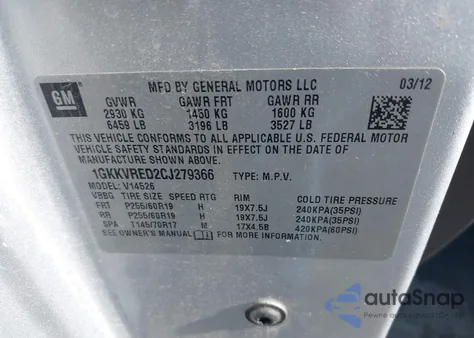 GM
MFD BY GENERAL MOTORS LLC 03/12
GVWR GAWR FRT GAWR RR
2930 KG 1450 KG 1600 KG
6459 LB 3196 LB 3527 LB
THIS VEHICLE CONFORMS TO ALL APPLICABLE U.S. FEDERAL MOTOR
VEHICLE SAFETY STANDARDS IN EFFECT ON THE DATE OF
MANUFACTURE SHOWN ABOVE.
1GKKVRED2CJ279366 TYPE: M.P.V.
MODEL: V14526
VBBG TIRE SIZE SPEED RTG RIM COLD TIRE PRESSURE
FRT P255/60R19 H 19X7.5J 240KPA(35PSI)
RR P255/60R19 H 19X7.5J 240KPA(35PSI)
SPA T145/70R17 M 17X4.5B 420KPA(60PSI)
SEE OWNER'S MANUAL FOR MORE INFORMATION.
autoSnap